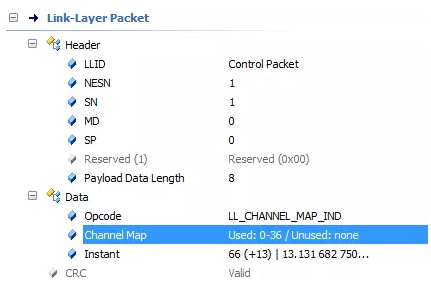 Link-Layer Packet
Header
LLID Control Packet
NESN 1
SN 1
MD 0
SP 0
Reserved (1) Reserved (0x00)
Payload Data Length 8
Data
Opcode LL_CHANNEL_MAP_IND
Channel Map Used: 0-36 / Unused: none
Instant 66 (+13) | 13.131 682 750...
CRC Valid